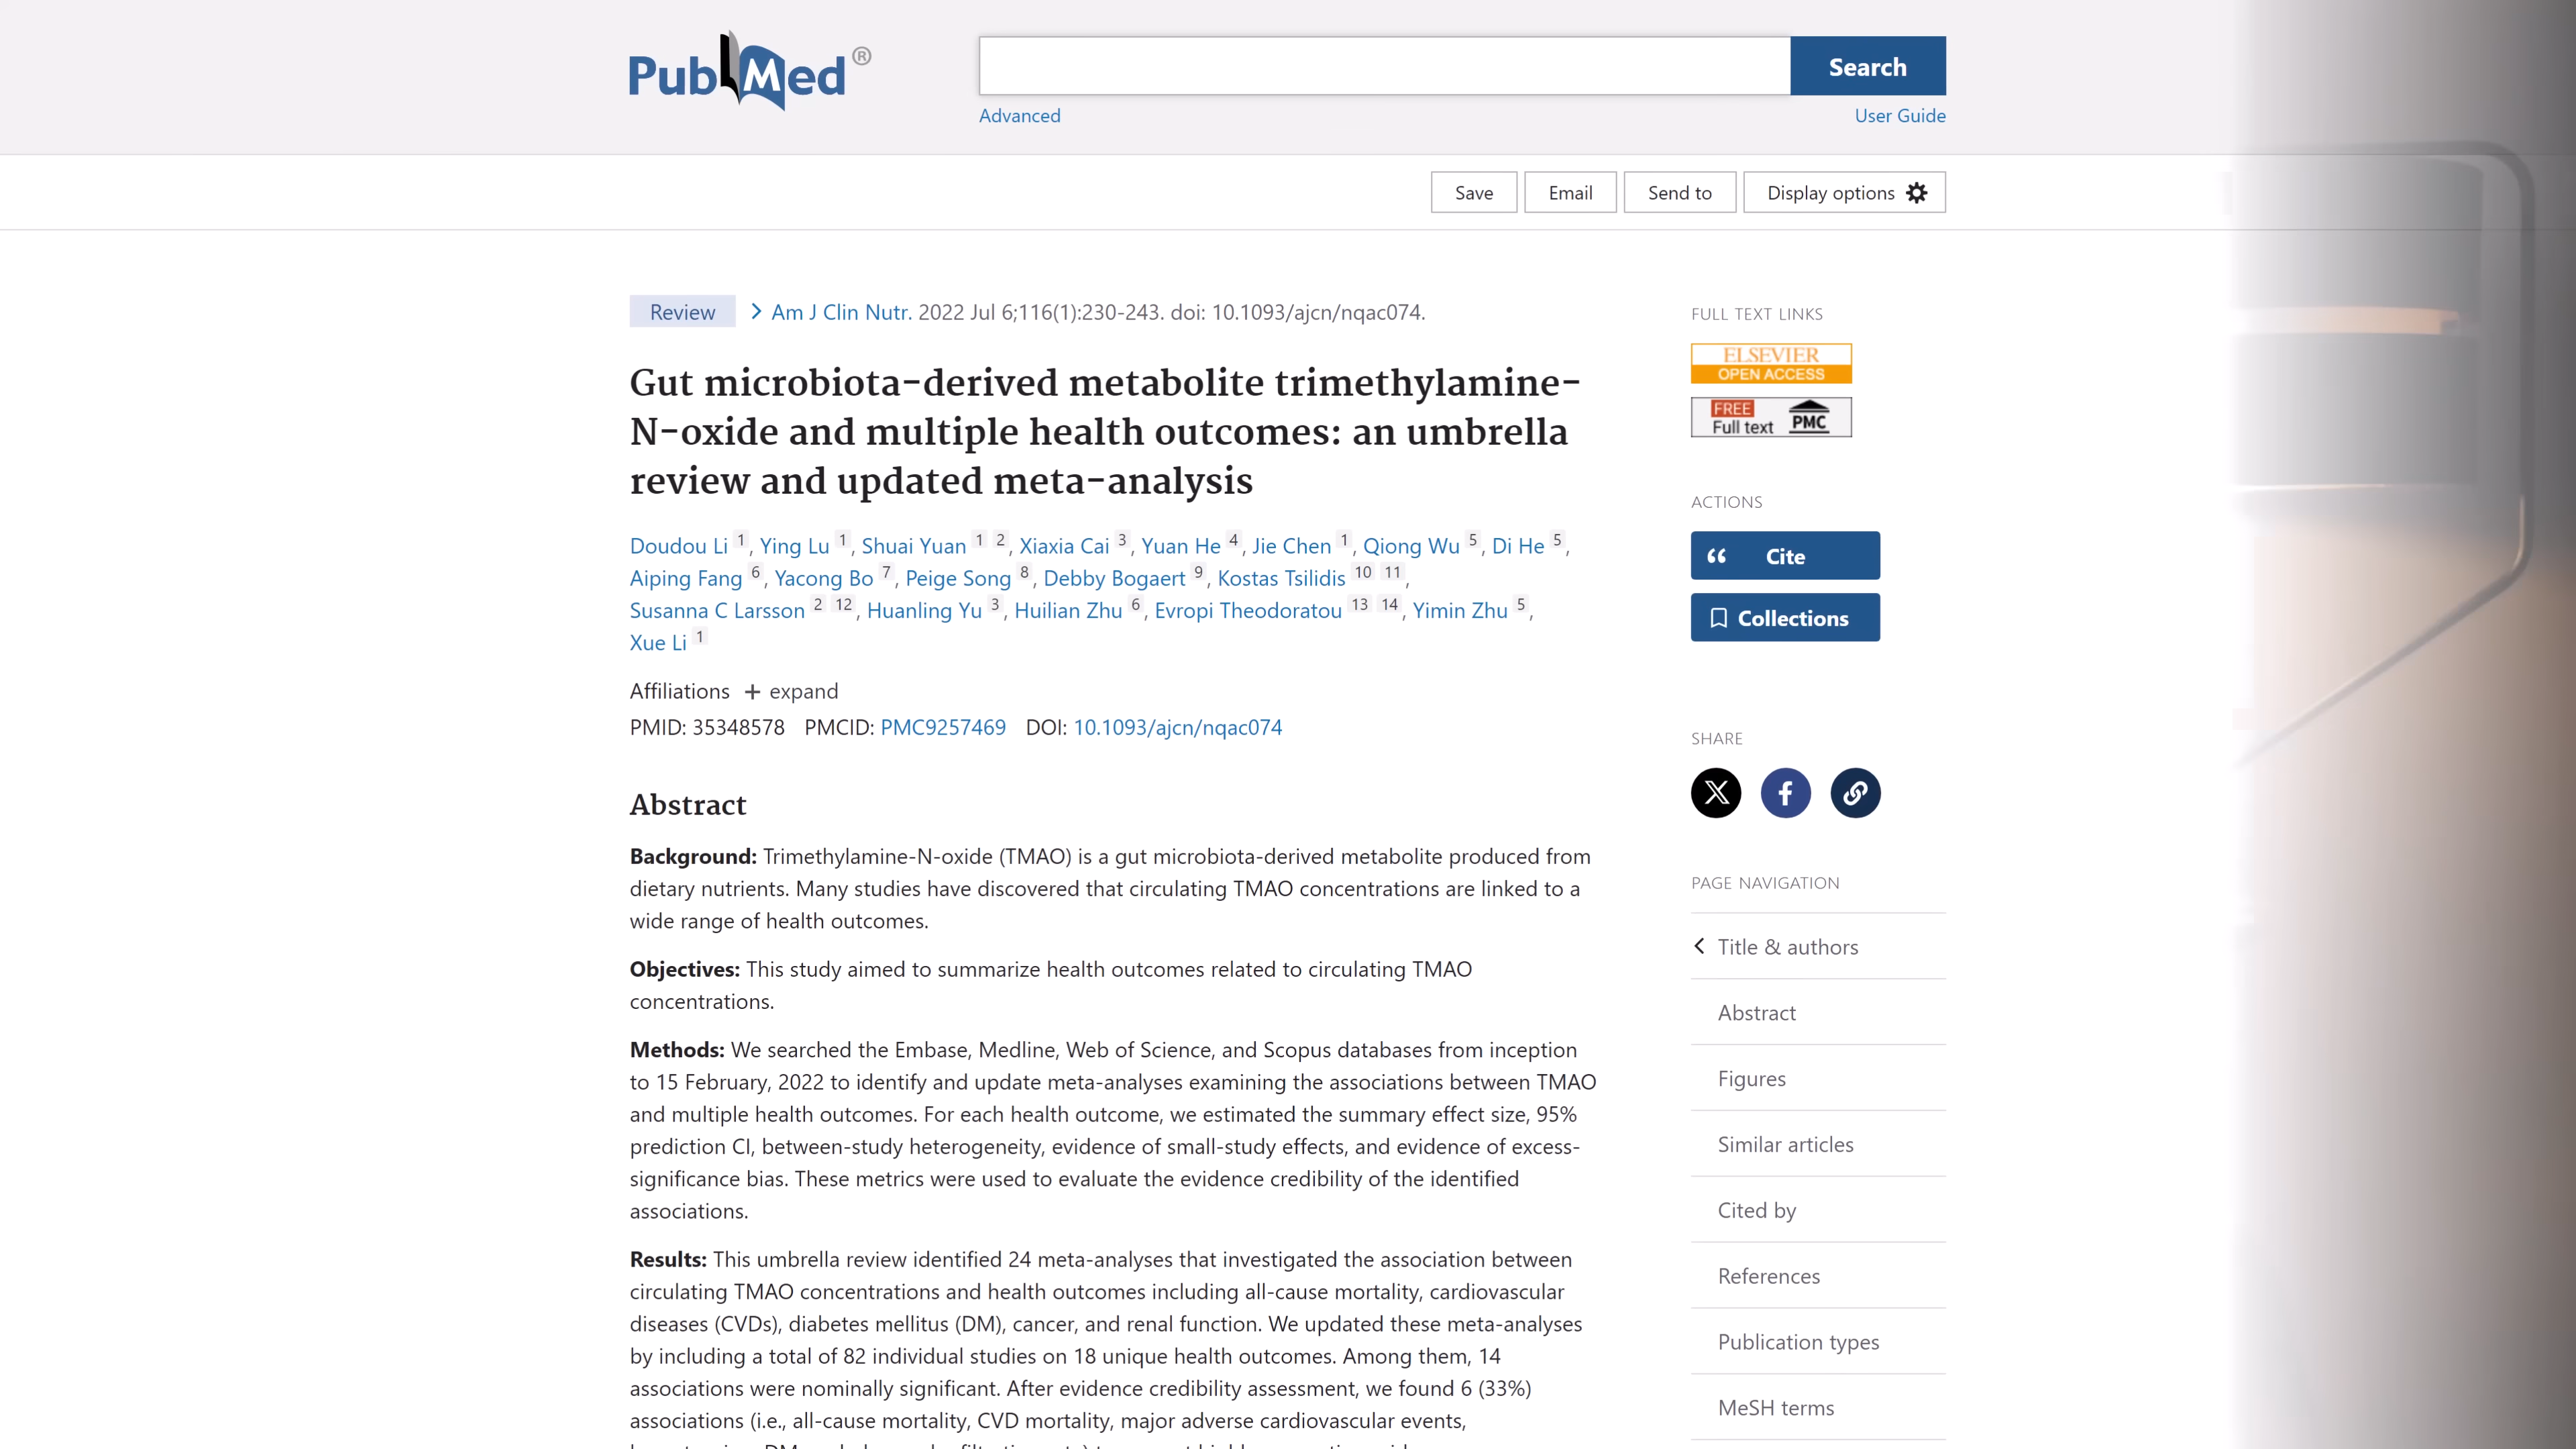 PubMed®
Search
Advanced
User Guide
Save
Email
Send to
Display options
Review
Am J Clin Nutr. 2022 Jul 6;116(1):230-243. doi: 10.1093/ajcn/nqac074.
Gut microbiota-derived metabolite trimethylamine-
N-oxide and multiple health outcomes: an umbrella
review and updated meta-analysis
Doudou Li 1, Ying Lu 1, Shuai Yuan 1 2, Xiaxia Cai 3, Yuan He 4, Jie Chen 1, Qiong Wu 5, Di He 5,
Aiping Fang 6, Yacong Bo 7, Peige Song 8, Debby Bogaert 9, Kostas Tsilidis 10 11,
Susanna C Larsson 2 12, Huanling Yu 3, Huilian Zhu 6, Evropi Theodoratou 13 14, Yimin Zhu 5,
Xue Li 1
Affiliations + expand
PMID: 35348578 PMCID: PMC9257469 DOI: 10.1093/ajcn/nqac074
Abstract
Background: Trimethylamine-N-oxide (TMAO) is a gut microbiota-derived metabolite produced from
dietary nutrients. Many studies have discovered that circulating TMAO concentrations are linked to a
wide range of health outcomes.
Objectives: This study aimed to summarize health outcomes related to circulating TMAO
concentrations.
Methods: We searched the Embase, Medline, Web of Science, and Scopus databases from inception
to 15 February, 2022 to identify and update meta-analyses examining the associations between TMAO
and multiple health outcomes. For each health outcome, we estimated the summary effect size, 95%
prediction CI, between-study heterogeneity, evidence of small-study effects, and evidence of excess-
significance bias. These metrics were used to evaluate the evidence credibility of the identified
associations.
Results: This umbrella review identified 24 meta-analyses that investigated the association between
circulating TMAO concentrations and health outcomes including all-cause mortality, cardiovascular
diseases (CVDs), diabetes mellitus (DM), cancer, and renal function. We updated these meta-analyses
by including a total of 82 individual studies on 18 unique health outcomes. Among them, 14
associations were nominally significant. After evidence credibility assessment, we found 6 (33%)
associations (i.e., all-cause mortality, CVD mortality, major adverse cardiovascular events,
FULL TEXT LINKS
ELSEVIER
OPEN ACCESS
FREE
Full text PMC
ACTIONS
Cite
Collections
SHARE
PAGE NAVIGATION
Title & authors
Abstract
Figures
Similar articles
Cited by
References
Publication types
MeSH terms